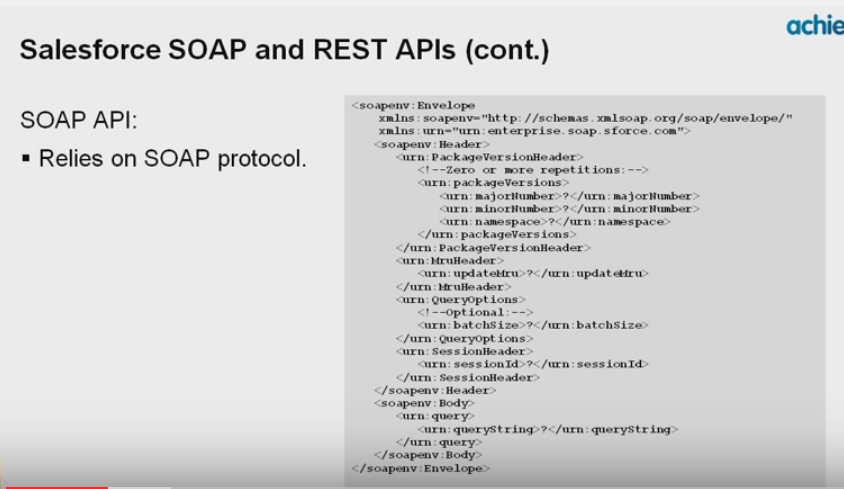 achie
Salesforce SOAP and REST APIs (cont.)
SOAP API:
▪ Relies on SOAP protocol.
<soapenv:Envelope
xmlns:soapenv="http://schemas.xmlsoap.org/soap/envelope/"
xmlns:urn="urn:enterprise.soap.sforce.com">
<soapenv:Header>
<urn:PackageVersionHeader>
<!--Zero or more repetitions:-->
<urn:packageVersions>
<urn:majorNumber>?</urn:majorNumber>
<urn:minorNumber>?</urn:minorNumber>
<urn:namespace>?</urn:namespace>
</urn:packageVersions>
</urn:PackageVersionHeader>
<urn:MruHeader>
<urn:updateMru>?</urn:updateMru>
</urn:MruHeader>
<urn:QueryOptions>
<!--Optional:-->
<urn:batchSize>?</urn:batchSize>
</urn:QueryOptions>
<urn:SessionHeader>
<urn:sessionId>?</urn:sessionId>
</urn:SessionHeader>
</soapenv:Header>
<soapenv:Body>
<urn:query>
<urn:queryString>?</urn:queryString>
</urn:query>
</soapenv:Body>
</soapenv:Envelope>